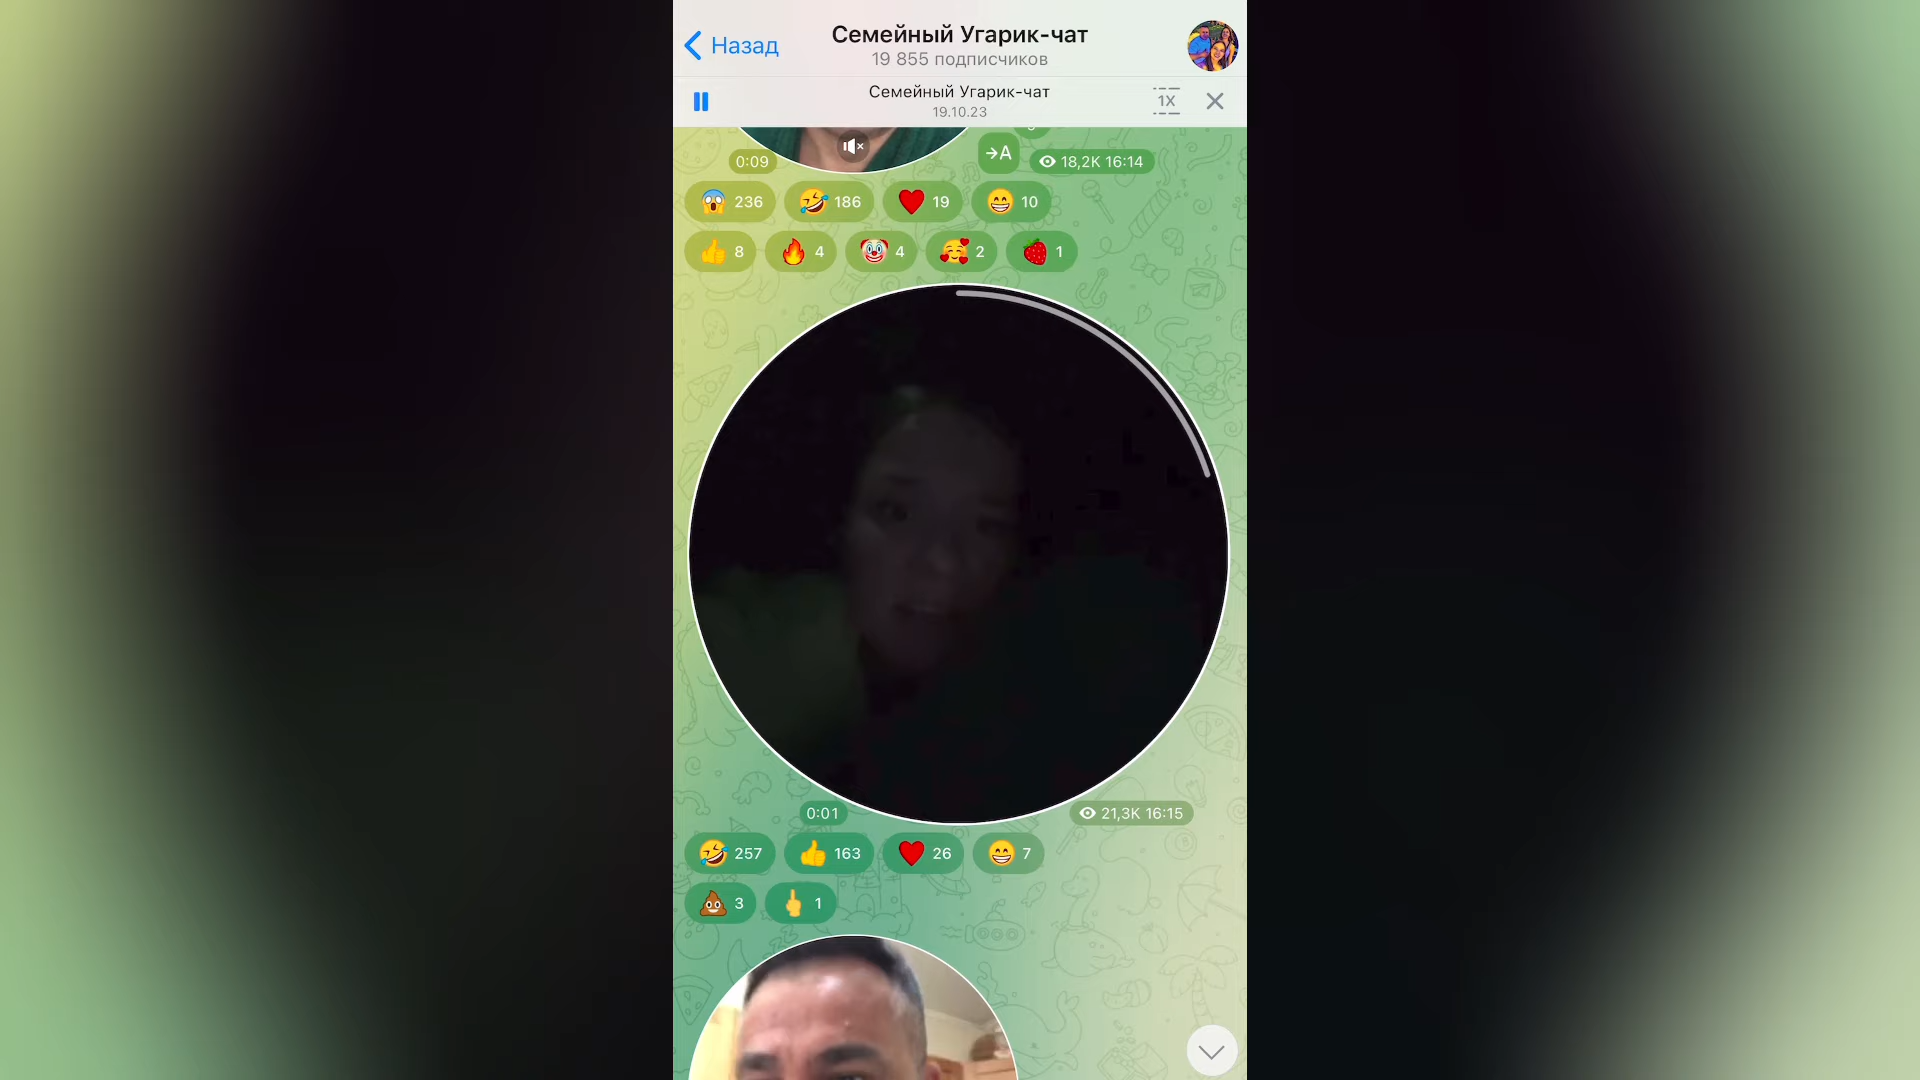 Назад
Семейный Угарик-чат
19 855 подписчиков
Семейный Угарик-чат
19.10.23
1X
0:09
→A
18,2K 16:14
236 186 19 10
8 4 4 2 1
0:01
21,3K 16:15
257 163 26 7
3 1